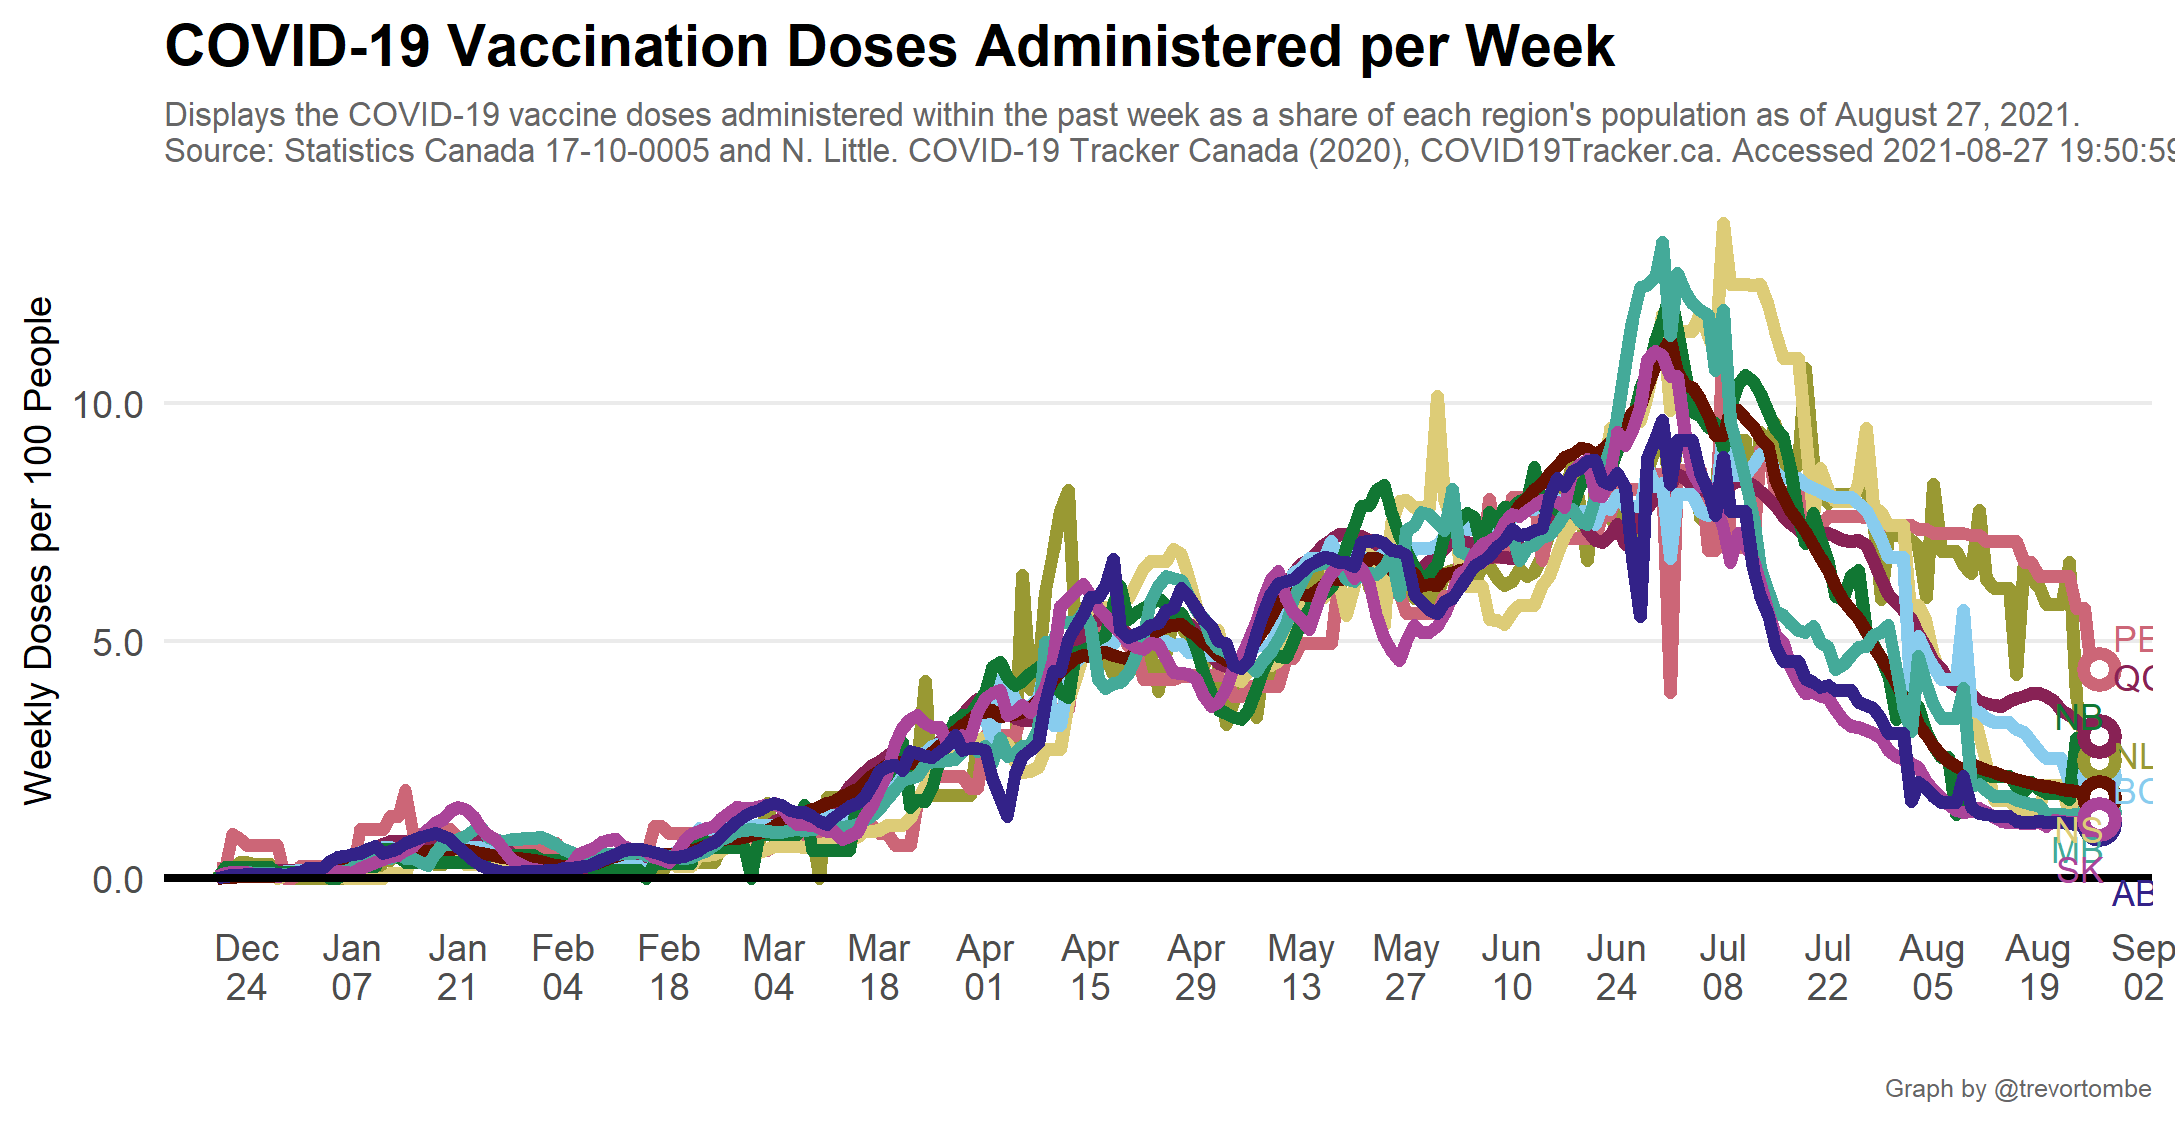 COVID-19 Vaccination Doses Administered per Week
Displays the COVID-19 vaccine doses administered within the past week as a share of each region's population as of August 27, 2021.
Source: Statistics Canada 17-10-0005 and N. Little. COVID-19 Tracker Canada (2020), COVID19Tracker.ca. Accessed 2021-08-27 19:50:59
Weekly Doses per 100 People
10.0
5.0
0.0
PE
QC
NB
NL
BC
NS
MB
SK
AB
Dec 24
Jan 07
Jan 21
Feb 04
Feb 18
Mar 04
Mar 18
Apr 01
Apr 15
Apr 29
May 13
May 27
Jun 10
Jun 24
Jul 08
Jul 22
Aug 05
Aug 19
Sep 02
Graph by @trevortombe